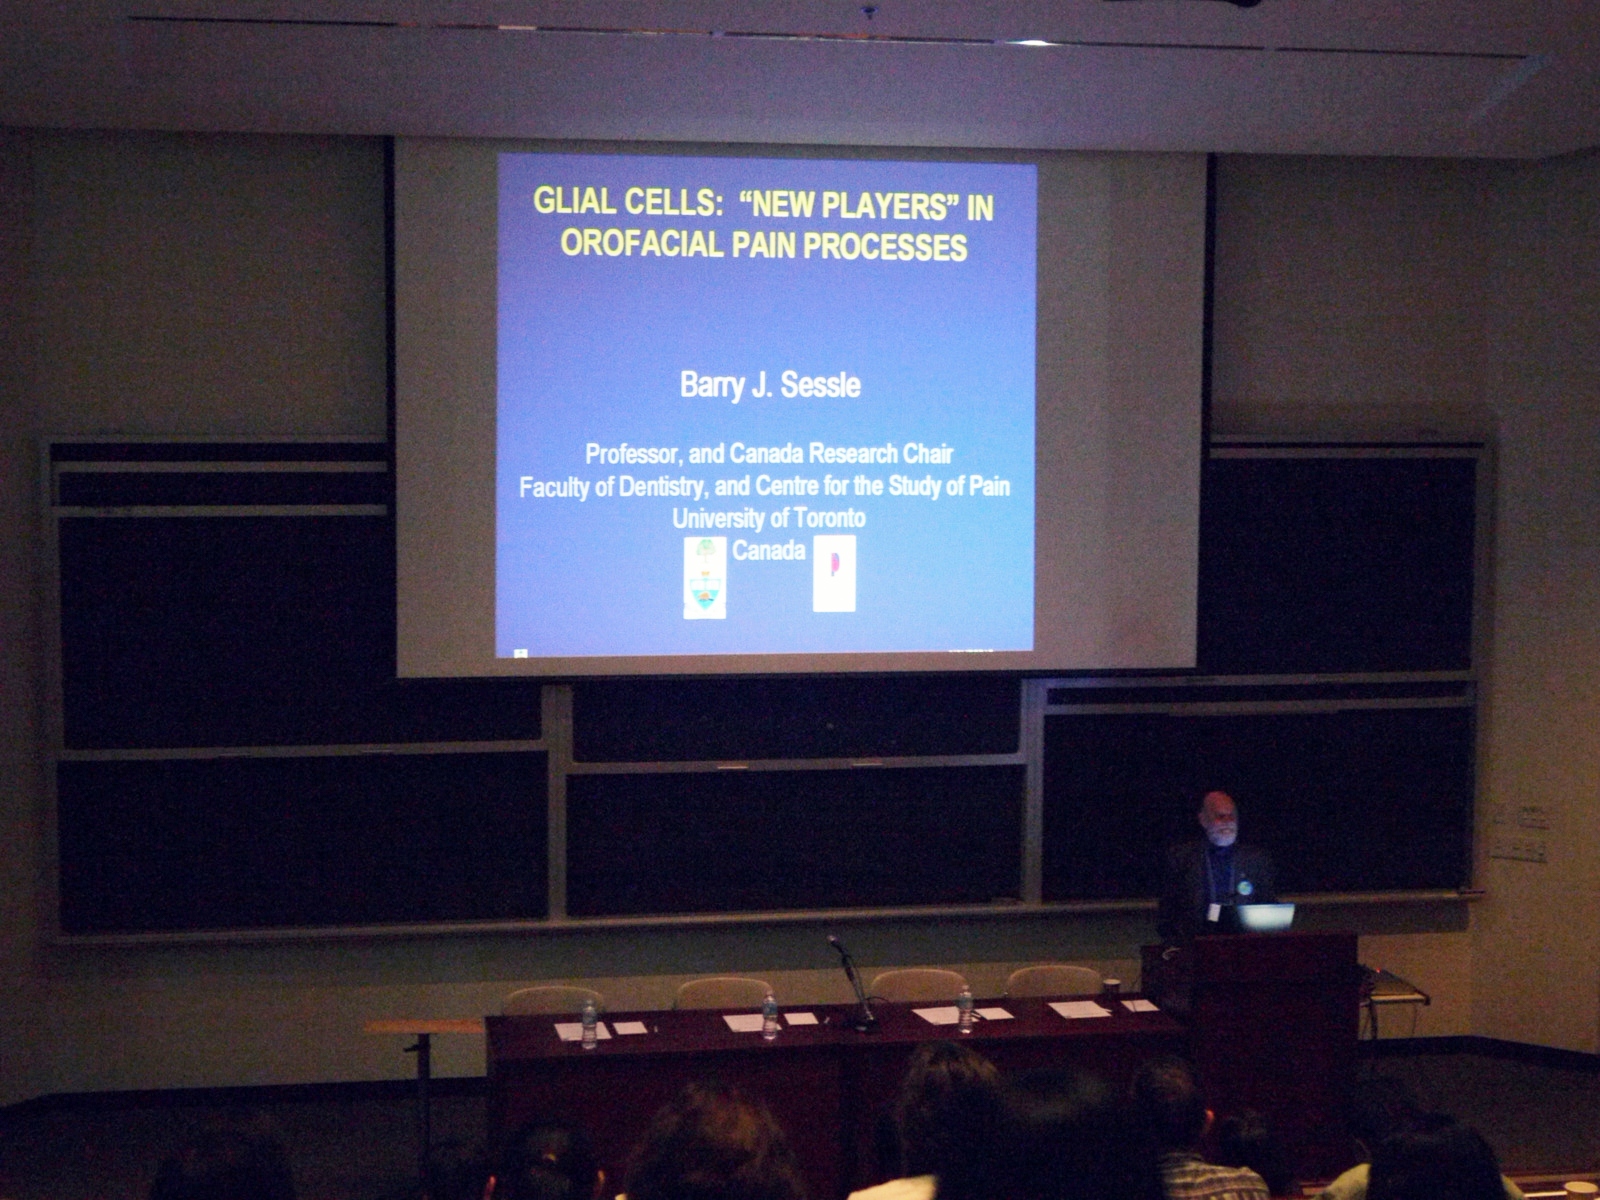 GLIAL CELLS: “NEW PLAYERS” IN
OROFACIAL PAIN PROCESSES
Barry J. Sessle
Professor, and Canada Research Chair
Faculty of Dentistry, and Centre for the Study of Pain
University of Toronto
Canada